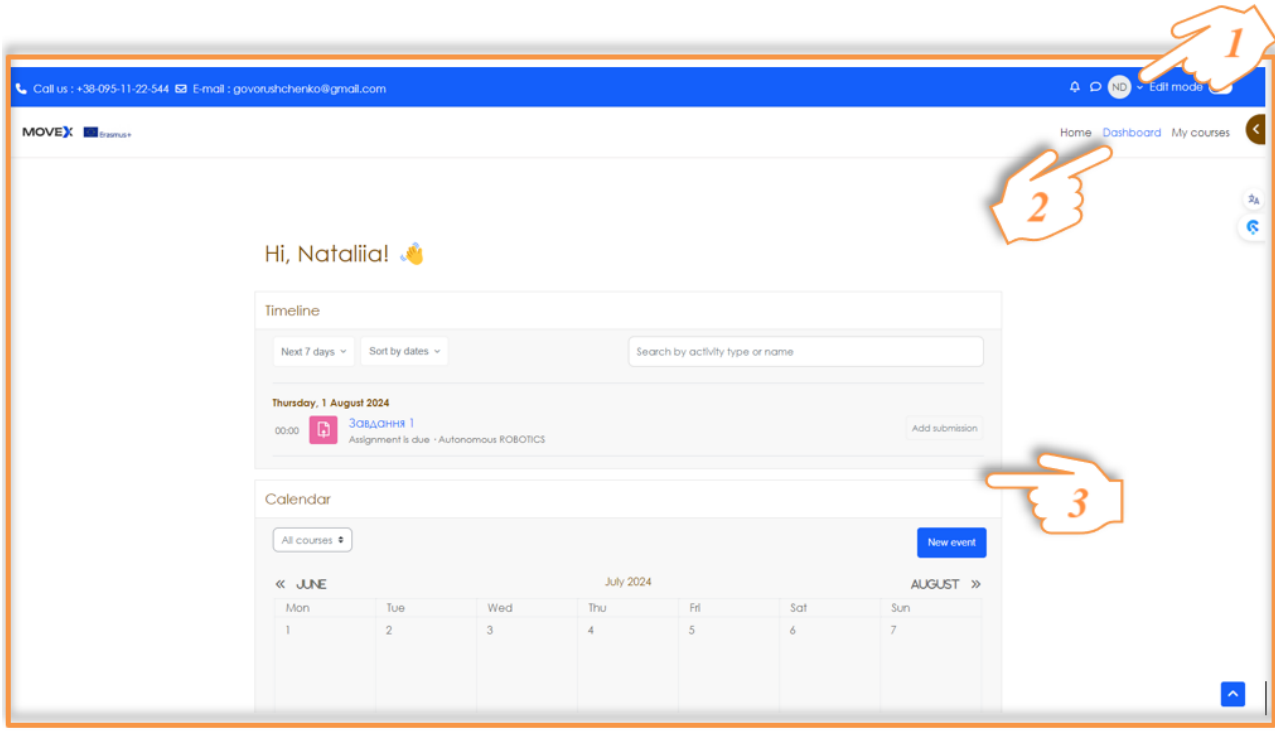 1
Call us : +38-095-11-22-544 E-mail : govorushchenko@gmail.com ND Edit mode
MOVEX Erasmus+ Home Dashboard My courses
2
Hi, Nataliia!
Timeline
Next 7 days Sort by dates Search by activity type or name
Thursday, 1 August 2024
00:00 Завдання 1 Add submission
Assignment is due · Autonomous ROBOTICS
3
Calendar
All courses New event
« JUNE July 2024 AUGUST »
Mon Tue Wed Thu Fri Sat Sun
1 2 3 4 5 6 7